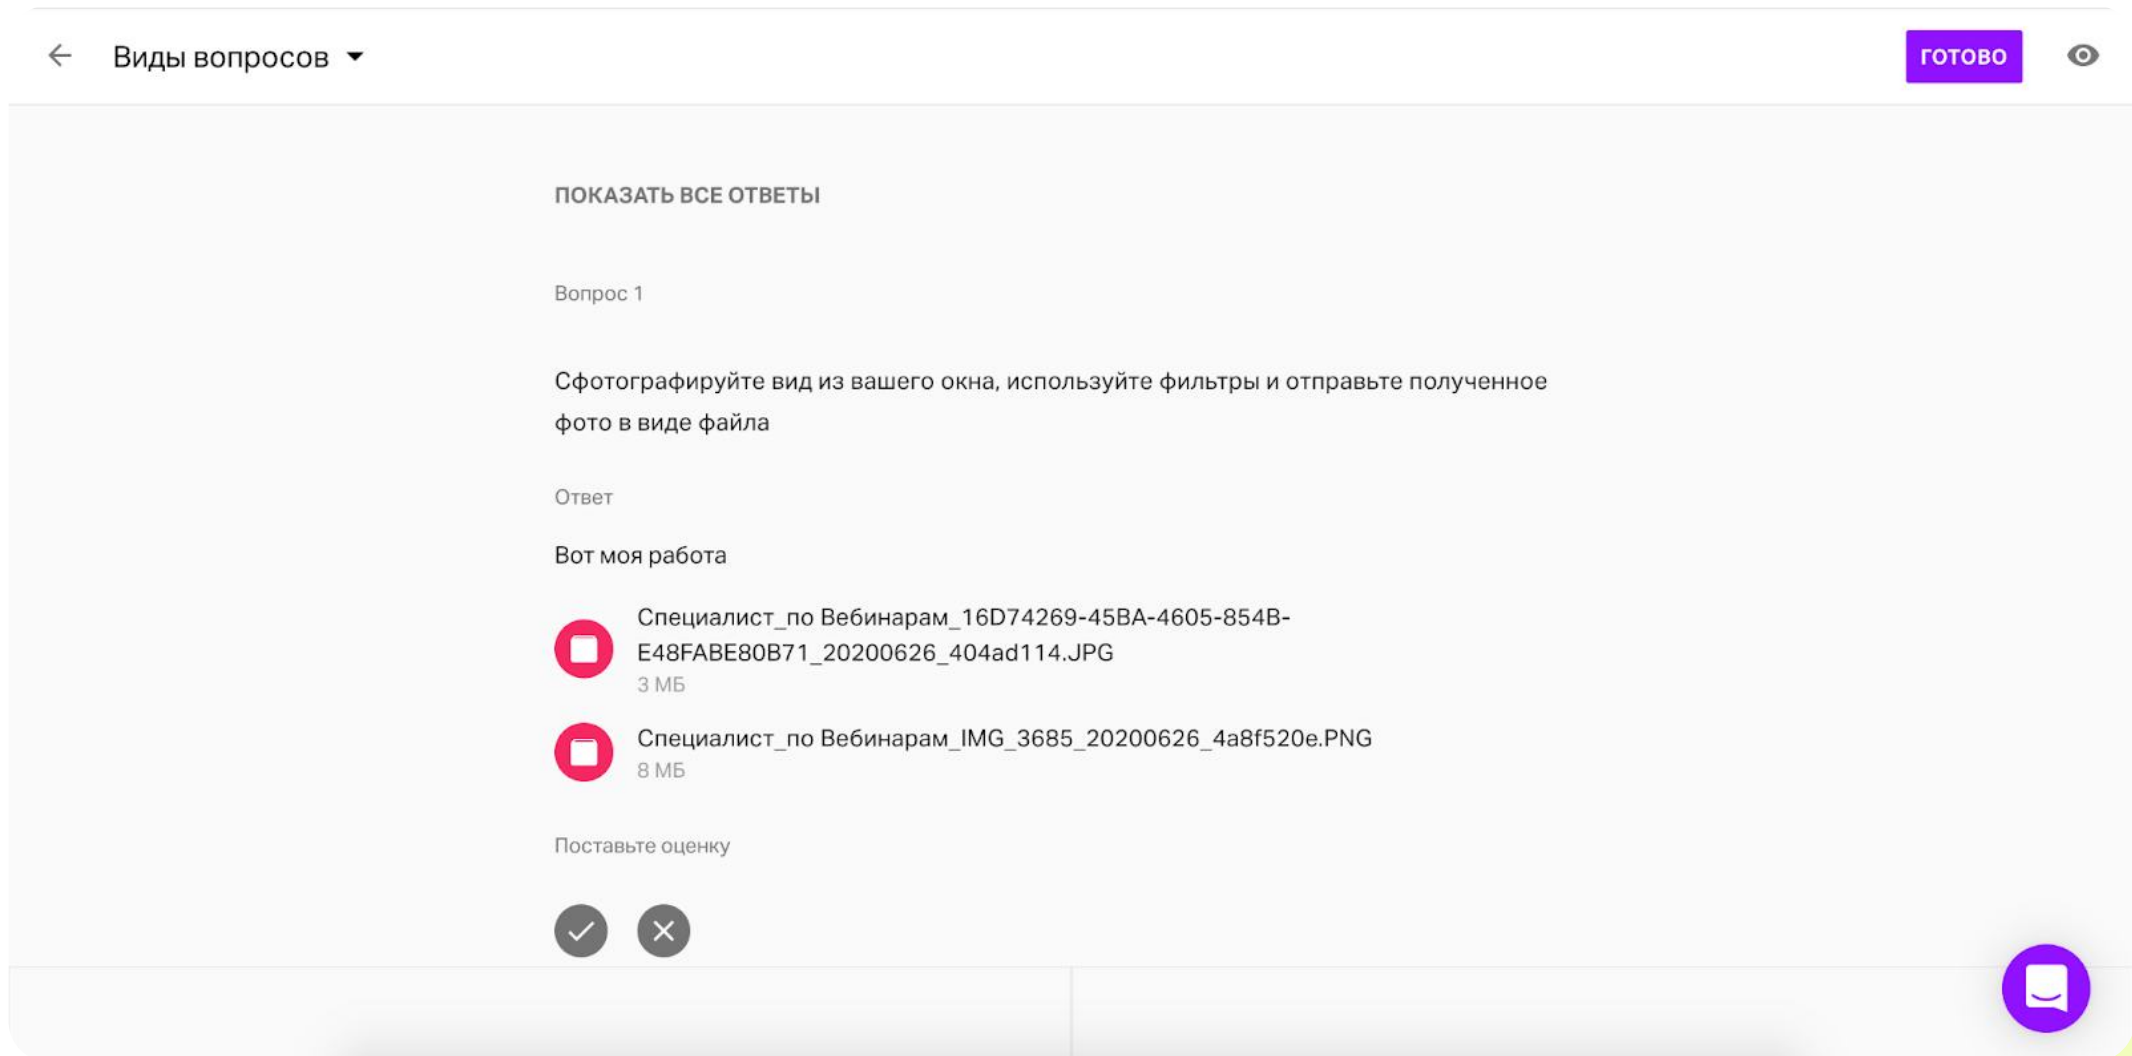 Виды вопросов
ГОТОВО
ПОКАЗАТЬ ВСЕ ОТВЕТЫ
Вопрос 1
Сфотографируйте вид из вашего окна, используйте фильтры и отправьте полученное
фото в виде файла
Ответ
Вот моя работа
Специалист_по Вебинарам_16D74269-45BA-4605-854B-
E48FABE80B71_20200626_404ad114.JPG
3 МБ
Специалист_по Вебинарам_IMG_3685_20200626_4a8f520e.PNG
8 МБ
Поставьте оценку